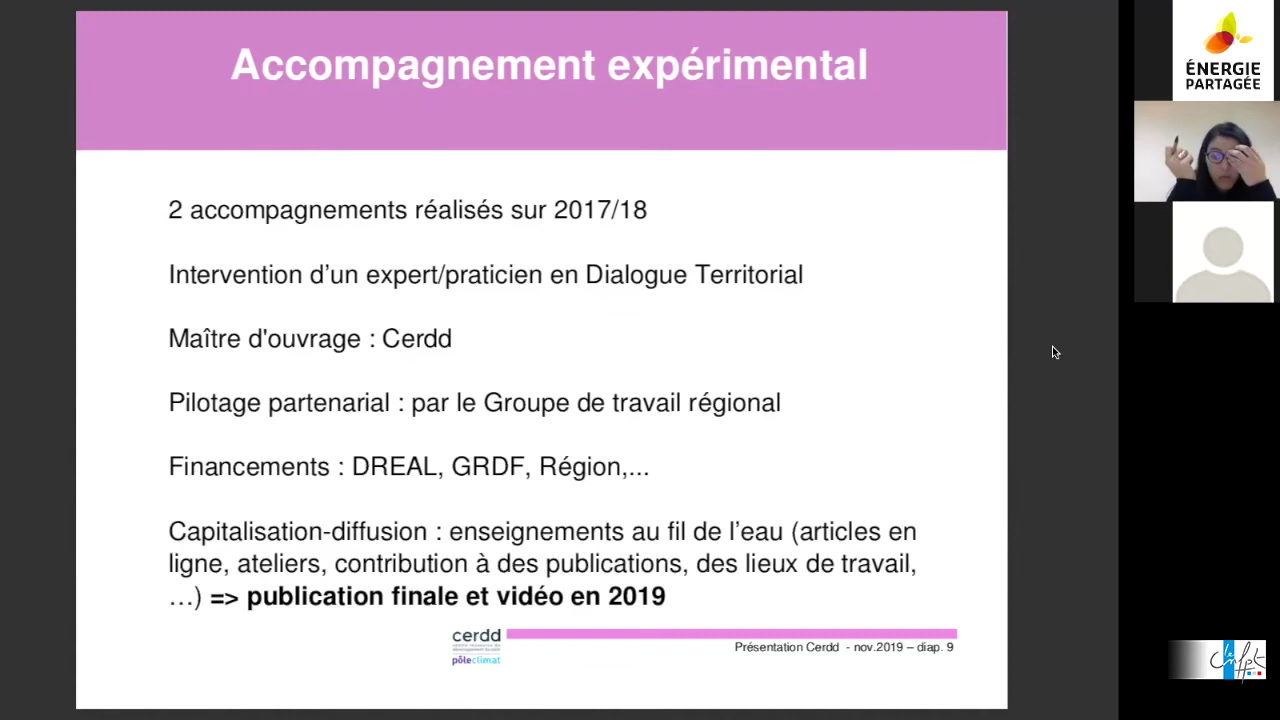 Accompagnement expérimental
2 accompagnements réalisés sur 2017/18
Intervention d’un expert/praticien en Dialogue Territorial
Maître d'ouvrage : Cerdd
Pilotage partenarial : par le Groupe de travail régional
Financements : DREAL, GRDF, Région,...
Capitalisation-diffusion : enseignements au fil de l’eau (articles en
ligne, ateliers, contribution à des publications, des lieux de travail,
…) => publication finale et vidéo en 2019
cerdd
pôleclimat
Présentation Cerdd - nov.2019 – diap. 9
ÉNERGIE
PARTAGÉE